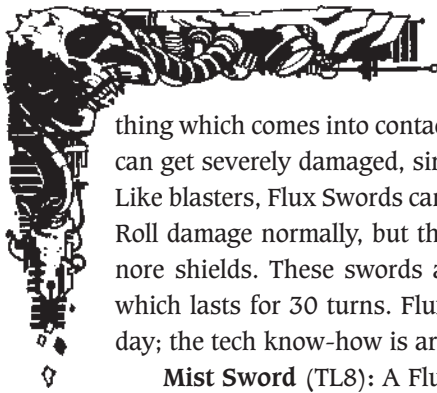 thing which comes into contac
can get severely damaged, sin
Like blasters, Flux Swords can
Roll damage normally, but th
nore shields. These swords a
which lasts for 30 turns. Flux
day; the tech know-how is ar
Mist Sword (TL8): A Flu